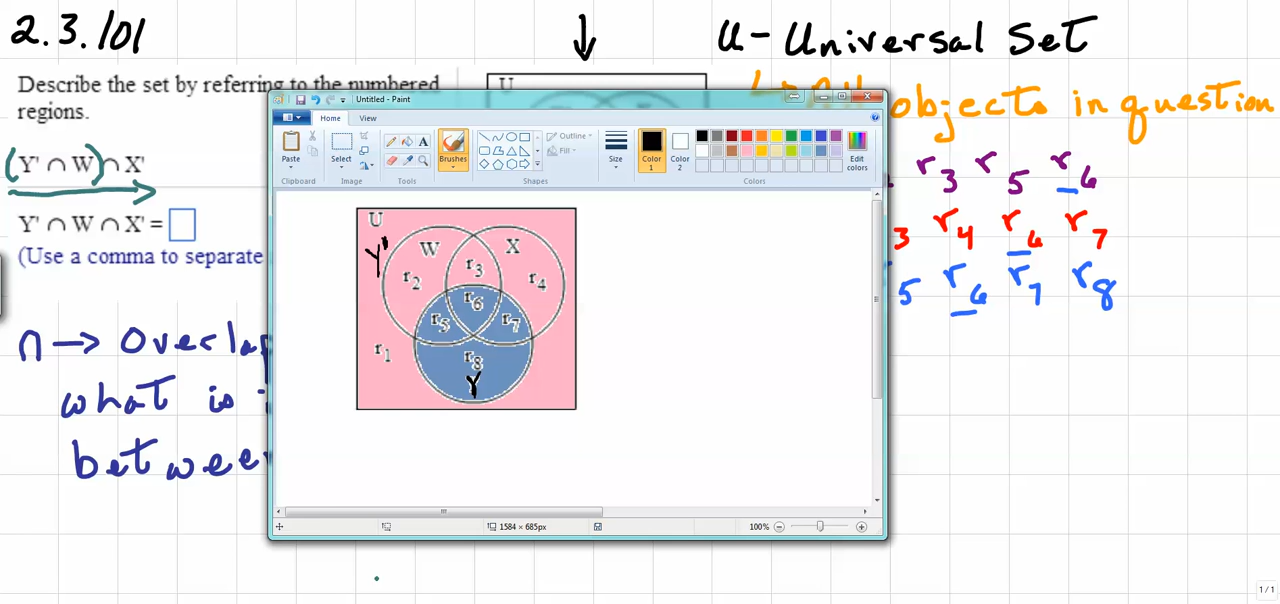 2.3.101
U - Universal Set
Describe the set by referring to the numbered
regions.
U
objects in question
(Y' ∩ W) ∩ X'
Y' ∩ W ∩ X' =
(Use a comma to separate
r3 r5 r6
3 r4 r6 r7
5 r6 r7 r8
∩ → Overlap
what is
between
Untitled - Paint
Home View
Paste
Select
Brushes
Outline
Fill
Size
Color 1
Color 2
Edit colors
Clipboard Image Tools Shapes Colors
U
Y' W X
r2 r3 r4
r6
r5 r7
r1 r8
Y
1584 × 685px
100%
1 / 1